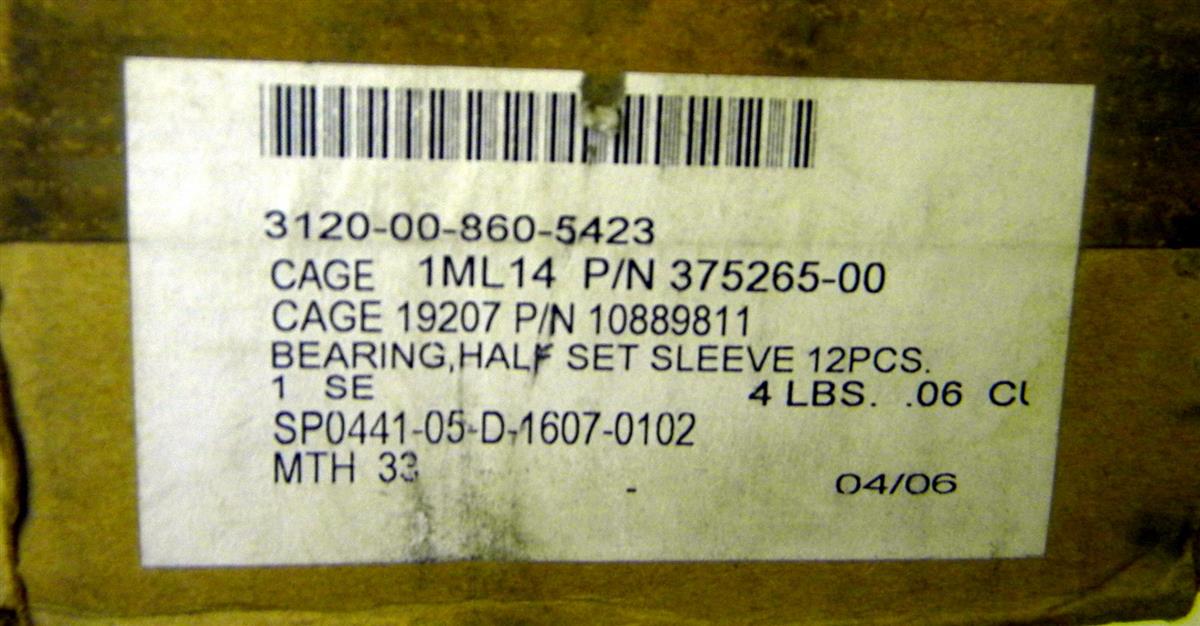 3120-00-860-5423
CAGE 1ML14 P/N 375265-00
CAGE 19207 P/N 10889811
BEARING,HALF SET SLEEVE 12PCS.
1 SE 4 LBS. .06 CU
SP0441-05-D-1607-0102
MTH 33
04/06